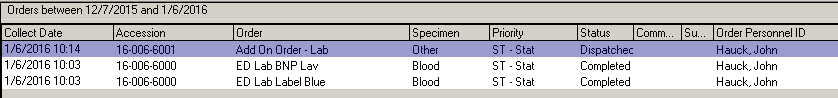 Orders between 12/7/2015 and 1/6/2016
Collect Date Accession Order Specimen Priority Status Comm... Su... Order Personnel ID
1/6/2016 10:14 16-006-6001 Add On Order - Lab Other ST - Stat Dispatchec Hauck, John
1/6/2016 10:03 16-006-6000 ED Lab BNP Lav Blood ST - Stat Completed Hauck, John
1/6/2016 10:03 16-006-6000 ED Lab Label Blue Blood ST - Stat Completed Hauck, John